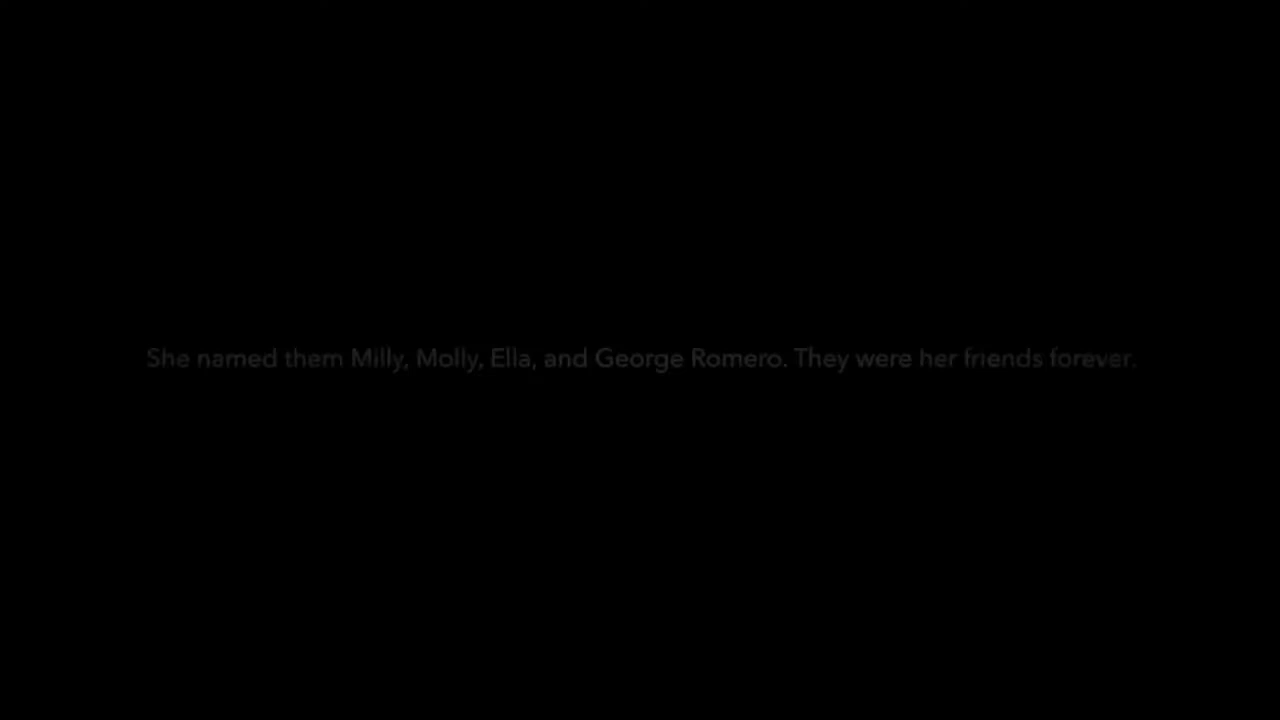 She named them Milly, Molly, Ella, and George Romero. They were her friends forever.